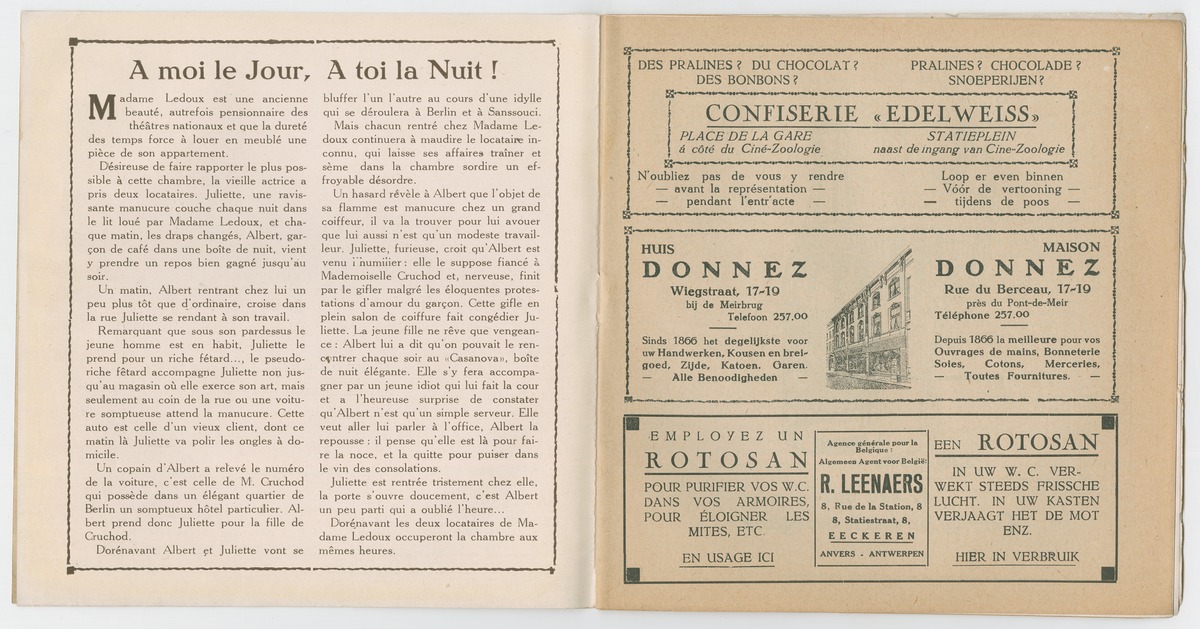 A moi le Jour, A toi la Nuit !
Madame Ledoux est une ancienne
beauté, autrefois pensionnaire des
théâtres nationaux et que la dureté
des temps force à louer en meublé une
pièce de son appartement.
Désireuse de faire rapporter le plus pos-
sible à cette chambre, la vieille actrice a
pris deux locataires. Juliette, une ravis-
sante manucure couche chaque nuit dans
le lit loué par Madame Ledoux, et cha-
que matin, les draps changés, Albert, gar-
çon de café dans une boîte de nuit, vient
y prendre un repos bien gagné jusqu'au
soir.
Un matin, Albert rentrant chez lui un
peu plus tôt que d'ordinaire, croise dans
la rue Juliette se rendant à son travail.
Remarquant que sous son pardessus le
jeune homme est en habit, Juliette le
prend pour un riche fétard..., le pseudo-
riche fêtard accompagne Juliette non jus-
qu'au magasin où elle exerce son art, mais
seulement au coin de la rue ou une voitu-
re somptueuse attend la manucure. Cette
auto est celle d'un vieux client, dont ce
matin là Juliette va polir les ongles à do-
micile.
Un copain d'Albert a relevé le numéro
de la voiture, c'est celle de M. Cruchod
qui possède dans un élégant quartier de
Berlin un somptueux hôtel particulier. Al-
bert prend donc Juliette pour la fille de
Cruchod.
Dorénavant Albert et Juliette vont se
bluffer l'un l'autre au cours d'une idylle
qui se déroulera à Berlin et à Sanssouci.
Mais chacun rentré chez Madame Le-
doux continuera à maudire le locataire in-
connu, qui laisse ses affaires traîner et
sème dans la chambre sordide un ef-
froyable désordre.
Un hasard révèle à Albert que l'objet de
sa flamme est manucure chez un grand
coiffeur, il va la trouver pour lui avouer
que lui aussi n'est qu'un modeste travail-
leur. Juliette, furieuse, croit qu'Albert est
venu l'humilier : elle le suppose fiancé à
Mademoiselle Cruchod et, nerveuse, finit
par le gifler malgré les éloquentes protes-
tations d'amour du garçon. Cette gifle en
plein salon de coiffure fait congédier Ju-
liette. La jeune fille ne rêve que vengean-
ce : Albert lui a dit qu'on pouvait le ren-
contrer chaque soir au «Casanova», boîte
de nuit élégante. Elle s'y fera accompa-
gner par un jeune idiot qui lui fait la cour
et a l'heureuse surprise de constater
qu'Albert n'est qu'un simple serveur. Elle
veut aller lui parler à l'office, Albert la
repousse : il pense qu'elle est là pour fai-
re la noce, et la quitte pour puiser dans
le vin des consolations.
Juliette est rentrée tristement chez elle,
la porte s'ouvre doucement, c'est Albert
un peu parti qui a oublié l'heure...
Dorénavant les deux locataires de Ma-
dame Ledoux occuperont la chambre aux
mêmes heures.
DES PRALINES ? DU CHOCOLAT ?
DES BONBONS ?
PRALINES ? CHOCOLADE ?
SNOEPERIJEN ?
CONFISERIE «EDELWEISS»
PLACE DE LA GARE
á côté du Ciné-Zoologie
STATIEPLEIN
naast de ingang van Cine-Zoologie
N'oubliez pas de vous y rendre
— avant la représentation —
— pendant l'entr'acte —
Loop er even binnen
— Vóór de vertooning —
— tijdens de poos —
HUIS
DONNEZ
Wiegstraat, 17-19
bij de Meirbrug
Telefoon 257,00
Sinds 1866 het degelijkste voor
uw Handwerken, Kousen en brei-
goed, Zijde, Katoen, Garen.
— Alle Benoodigheden —
MAISON
DONNEZ
Rue du Berceau, 17-19
près du Pont-de-Meir
Téléphone 257.00
Depuis 1866 la meilleure pour vos
Ouvrages de mains, Bonneterie
Soies, Cotons, Merceries,
— Toutes Fournitures. —
EMPLOYEZ UN
ROTOSAN
POUR PURIFIER VOS W.C.
DANS VOS ARMOIRES,
POUR ÉLOIGNER LES
MITES, ETC.
EN USAGE ICI
Agence générale pour la
Belgique :
Algemeen Agent voor België:
R. LEENAERS
8, Rue de la Station, 8
8, Statiestraat, 8,
EECKEREN
ANVERS - ANTWERPEN
EEN ROTOSAN
IN UW W. C. VER-
WEKT STEEDS FRISSCHE
LUCHT. IN UW KASTEN
VERJAAGT HET DE MOT
ENZ.
HIER IN VERBRUIK